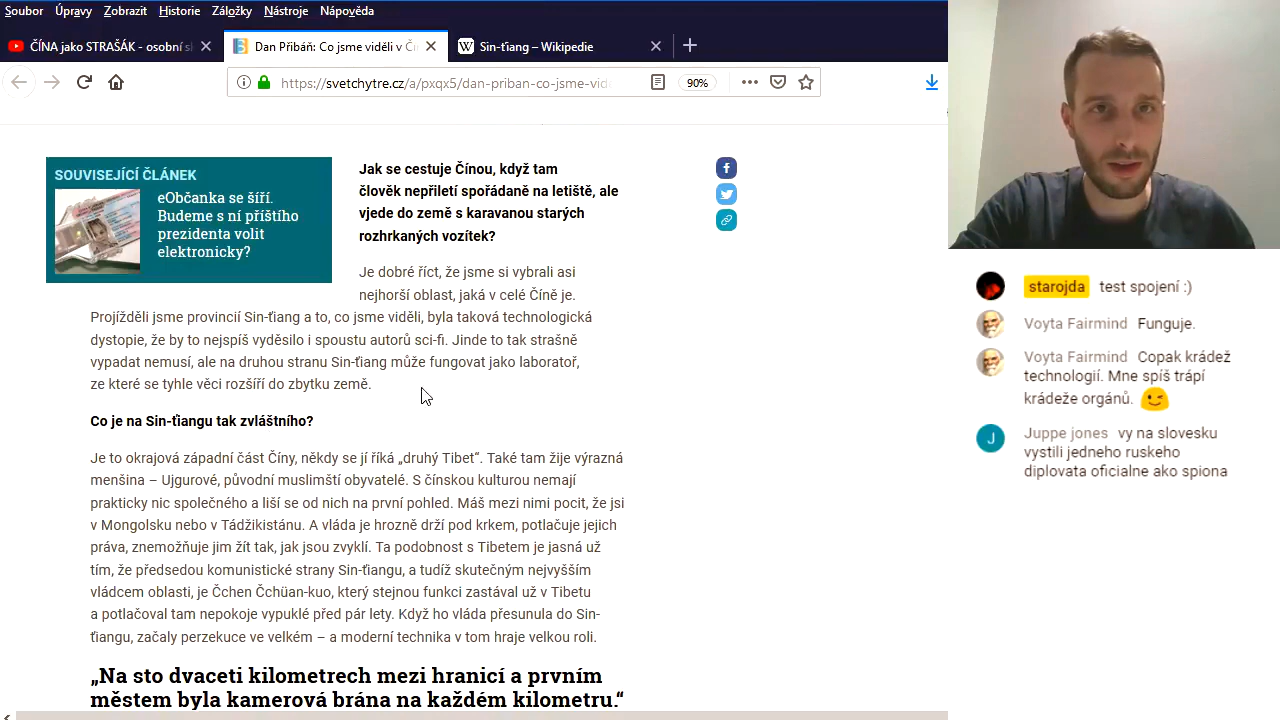 Soubor Úpravy Zobrazit Historie Záložky Nástroje Nápověda
ČÍNA jako STRAŠÁK - osobní sl
Dan Přibáň: Co jsme viděli v Čí
W Sin-ťiang – Wikipedie
https://svetchytre.cz/a/pxqx5/dan-priban-co-jsme-vid
90%
SOUVISEJÍCÍ ČLÁNEK
eObčanka se šíří.
Budeme s ní příštího
prezidenta volit
elektronicky?
Jak se cestuje Čínou, když tam
člověk nepřiletí spořádaně na letiště, ale
vjede do země s karavanou starých
rozhrkaných vozítek?
Je dobré říct, že jsme si vybrali asi
nejhorší oblast, jaká v celé Číně je.
Projížděli jsme provincií Sin-ťiang a to, co jsme viděli, byla taková technologická
dystopie, že by to nejspíš vyděsilo i spoustu autorů sci-fi. Jinde to tak strašně
vypadat nemusí, ale na druhou stranu Sin-ťiang může fungovat jako laboratoř,
ze které se tyhle věci rozšíří do zbytku země.
Co je na Sin-ťiangu tak zvláštního?
Je to okrajová západní část Číny, někdy se jí říká „druhý Tibet“. Také tam žije výrazná
menšina – Ujgurové, původní muslimští obyvatelé. S čínskou kulturou nemají
prakticky nic společného a liší se od nich na první pohled. Máš mezi nimi pocit, že jsi
v Mongolsku nebo v Tádžikistánu. A vláda je hrozně drží pod krkem, potlačuje jejich
práva, znemožňuje jim žít tak, jak jsou zvyklí. Ta podobnost s Tibetem je jasná už
tím, že předsedou komunistické strany Sin-ťiangu, a tudíž skutečným nejvyšším
vládcem oblasti, je Čchen Čchüan-kuo, který stejnou funkci zastával už v Tibetu
a potlačoval tam nepokoje vypuklé před pár lety. Když ho vláda přesunula do Sin-
ťiangu, začaly perzekuce ve velkém – a moderní technika v tom hraje velkou roli.
„Na sto dvaceti kilometrech mezi hranicí a prvním
městem byla kamerová brána na každém kilometru.“
starojda test spojení :)
Voyta Fairmind Funguje.
Voyta Fairmind Copak krádež
technologií. Mne spíš trápí
krádeže orgánů.
J Juppe jones vy na slovesku
vystili jedneho ruskeho
diplovata oficialne ako spiona